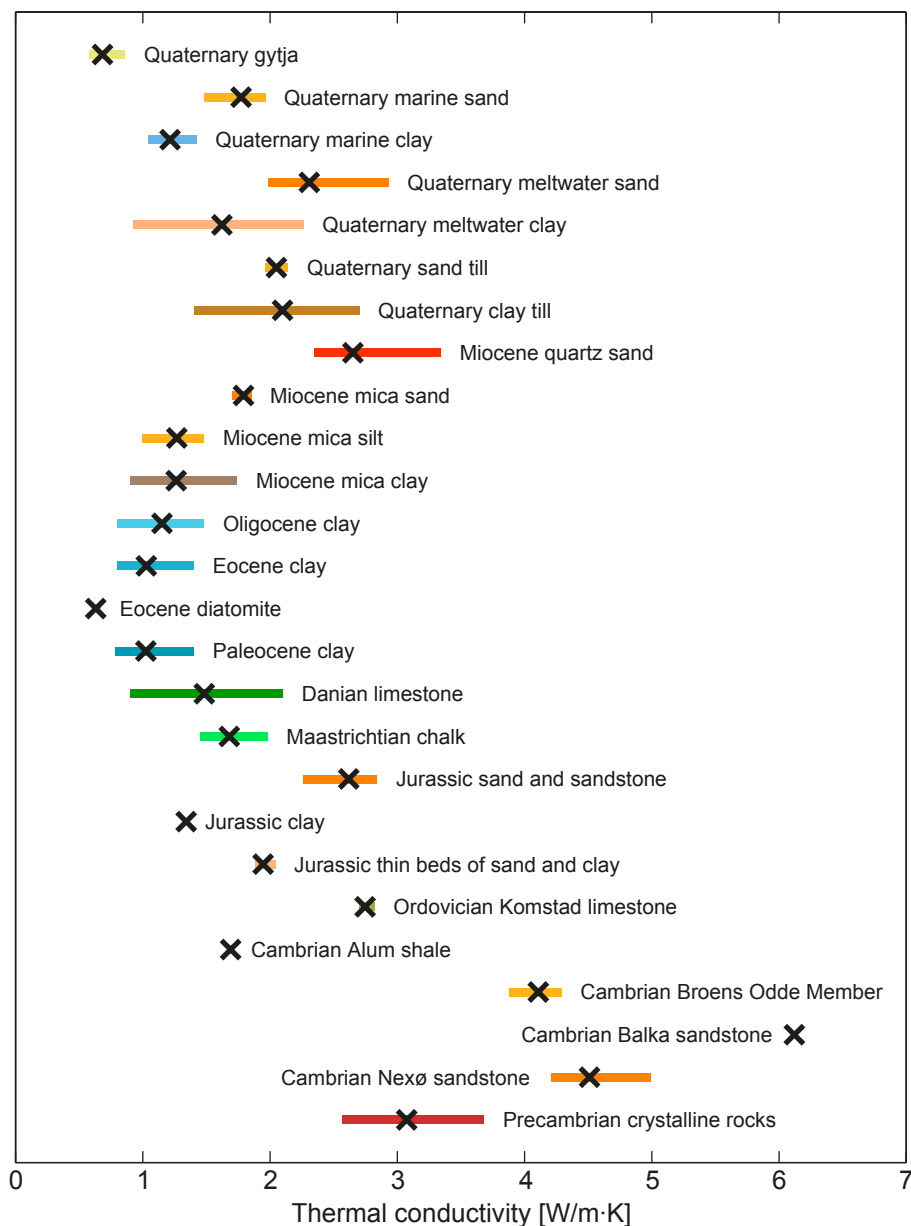 Quaternary gytja
Quaternary marine sand
Quaternary marine clay
Quaternary meltwater sand
Quaternary meltwater clay
Quaternary sand till
Quaternary clay till
Miocene quartz sand
Miocene mica sand
Miocene mica silt
Miocene mica clay
Oligocene clay
Eocene clay
Eocene diatomite
Paleocene clay
Danian limestone
Maastrichtian chalk
Jurassic sand and sandstone
Jurassic clay
Jurassic thin beds of sand and clay
Ordovician Komstad limestone
Cambrian Alum shale
Cambrian Broens Odde Member
Cambrian Balka sandstone
Cambrian Nexø sandstone
Precambrian crystalline rocks
0 1 2 3 4 5 6 7
Thermal conductivity [W/m·K]